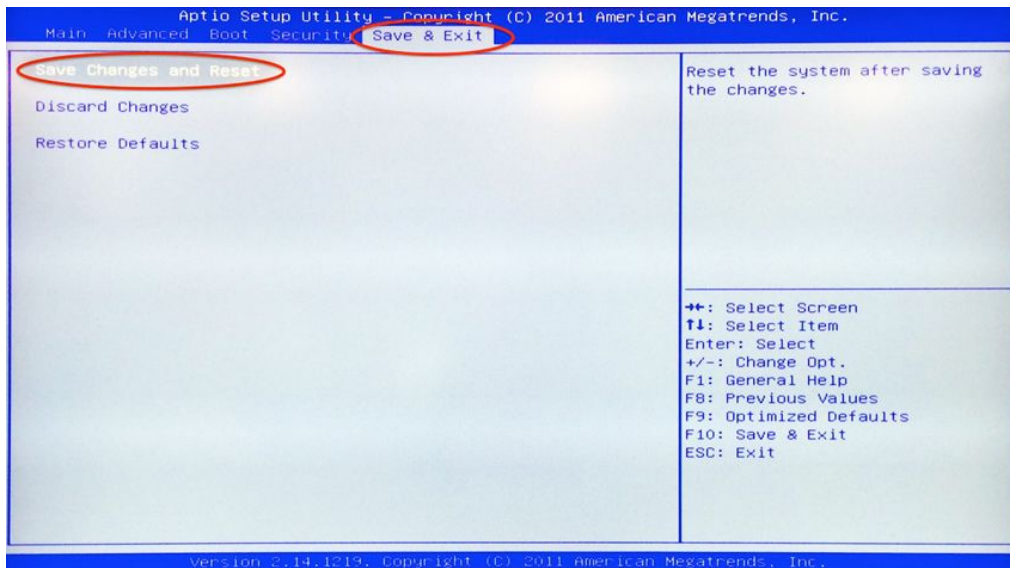 Aptio Setup Utility - Copyright (C) 2011 American Megatrends, Inc.
Main Advanced Boot Security Save & Exit
Save Changes and Reset
Discard Changes
Restore Defaults
Reset the system after saving
the changes.
→←: Select Screen
↑↓: Select Item
Enter: Select
+/-: Change Opt.
F1: General Help
F8: Previous Values
F9: Optimized Defaults
F10: Save & Exit
ESC: Exit
Version 2.14.1219. Copyright (C) 2011 American Megatrends, Inc.